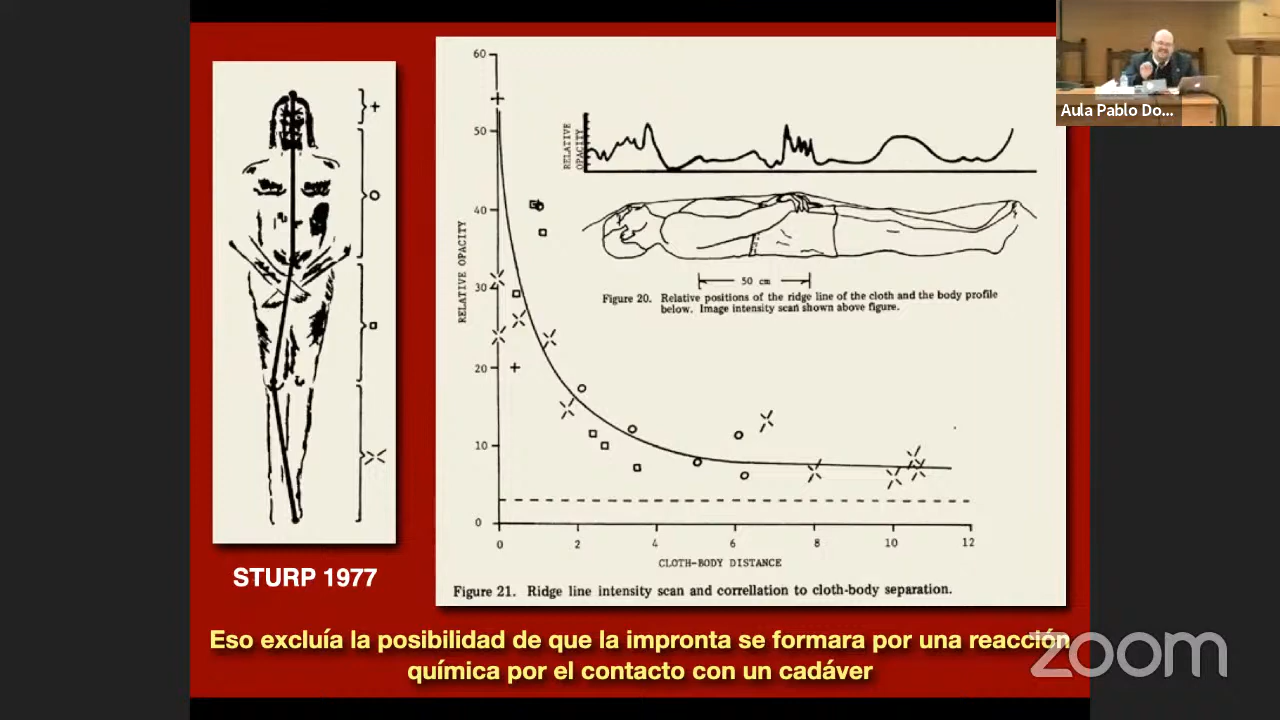 Aula Pablo Do...
60
50
40
30
20
10
0
RELATIVE OPACITY
RELATIVE
OPACITY
50 cm
Figure 20. Relative positions of the ridge line of the cloth and the body profile
below. Image intensity scan shown above figure.
0 2 4 6 8 10 12
CLOTH-BODY DISTANCE
Figure 21. Ridge line intensity scan and correllation to cloth-body separation.
STURP 1977
Eso excluía la posibilidad de que la impronta se formara por una reacción
química por el contacto con un cadáver
zoom